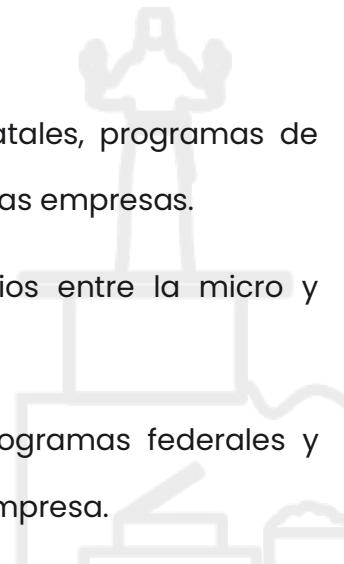 atales, programas de
as empresas.
ios entre la micro y
ogramas federales y
mpresa.